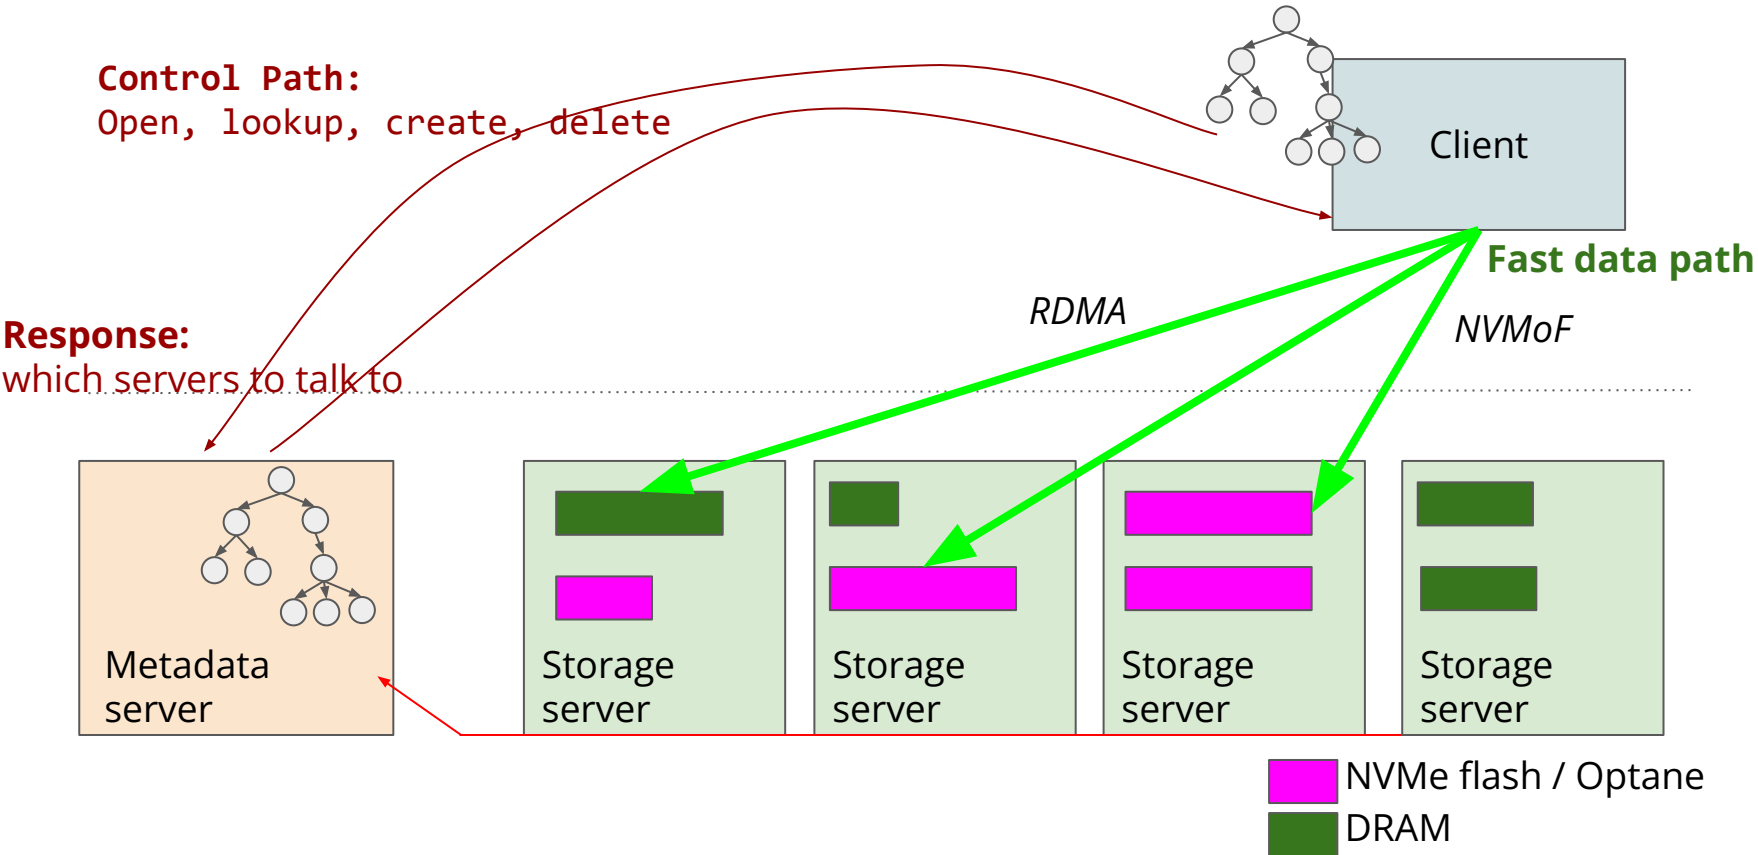 Control Path:
Open, lookup, create, delete
Client
Fast data path
RDMA
NVMoF
Response:
which servers to talk to
Metadata
server
Storage
server
Storage
server
Storage
server
Storage
server
NVMe flash / Optane
DRAM